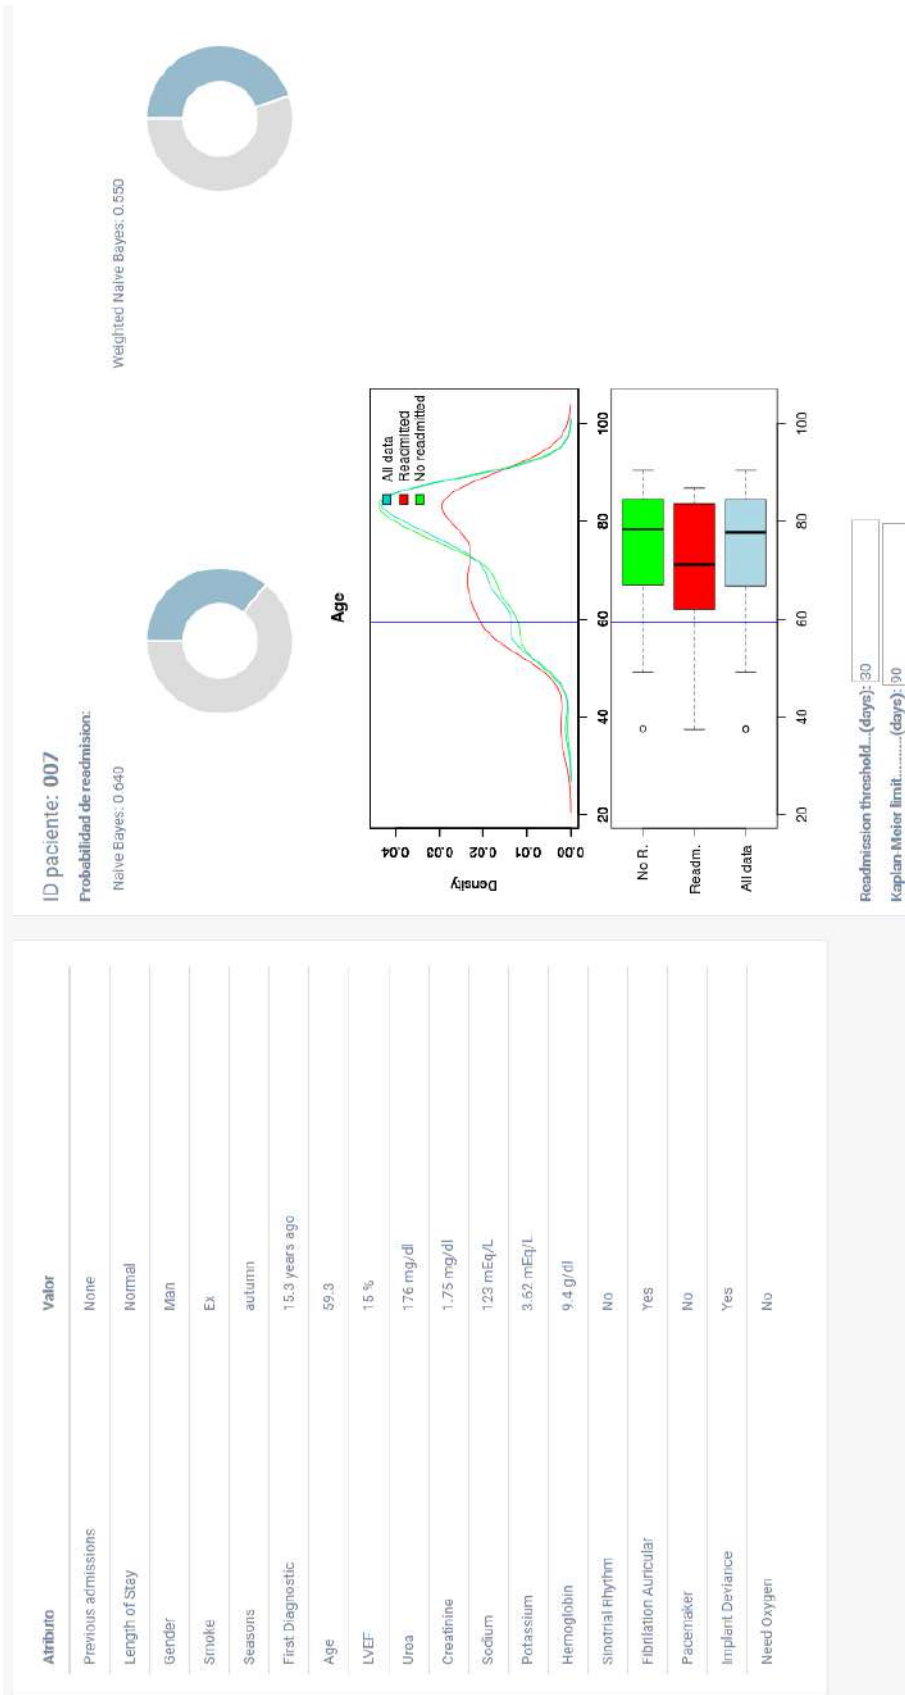 Atributo Valor
Previous admissions None
Length of Stay Normal
Gender Man
Smoke Ex
Seasons autumn
First Diagnostic 15.3 years ago
Age 59.3
LVEF 15 %
Urea 176 mg/dl
Creatinine 1.75 mg/dl
Sodium 123 mEq/L
Potassium 3.62 mEq/L
Hemoglobin 9.4 g/dl
Sinotrial Rhythm No
Fibrilation Auricular Yes
Pacemaker No
Implant Deviance Yes
Need Oxygen No
ID paciente: 007
Probabilidad de readmision:
Naive Bayes: 0.640 Weighted Naive Bayes: 0.550
Age
Density
0.00 0.01 0.02 0.03 0.04
All data
Readmitted
No readmitted
20 40 60 80 100
No R.
Readm.
All data
20 40 60 80 100
Readmission threshold...(days): 30
Kaplan-Meier limit.........(days): 90